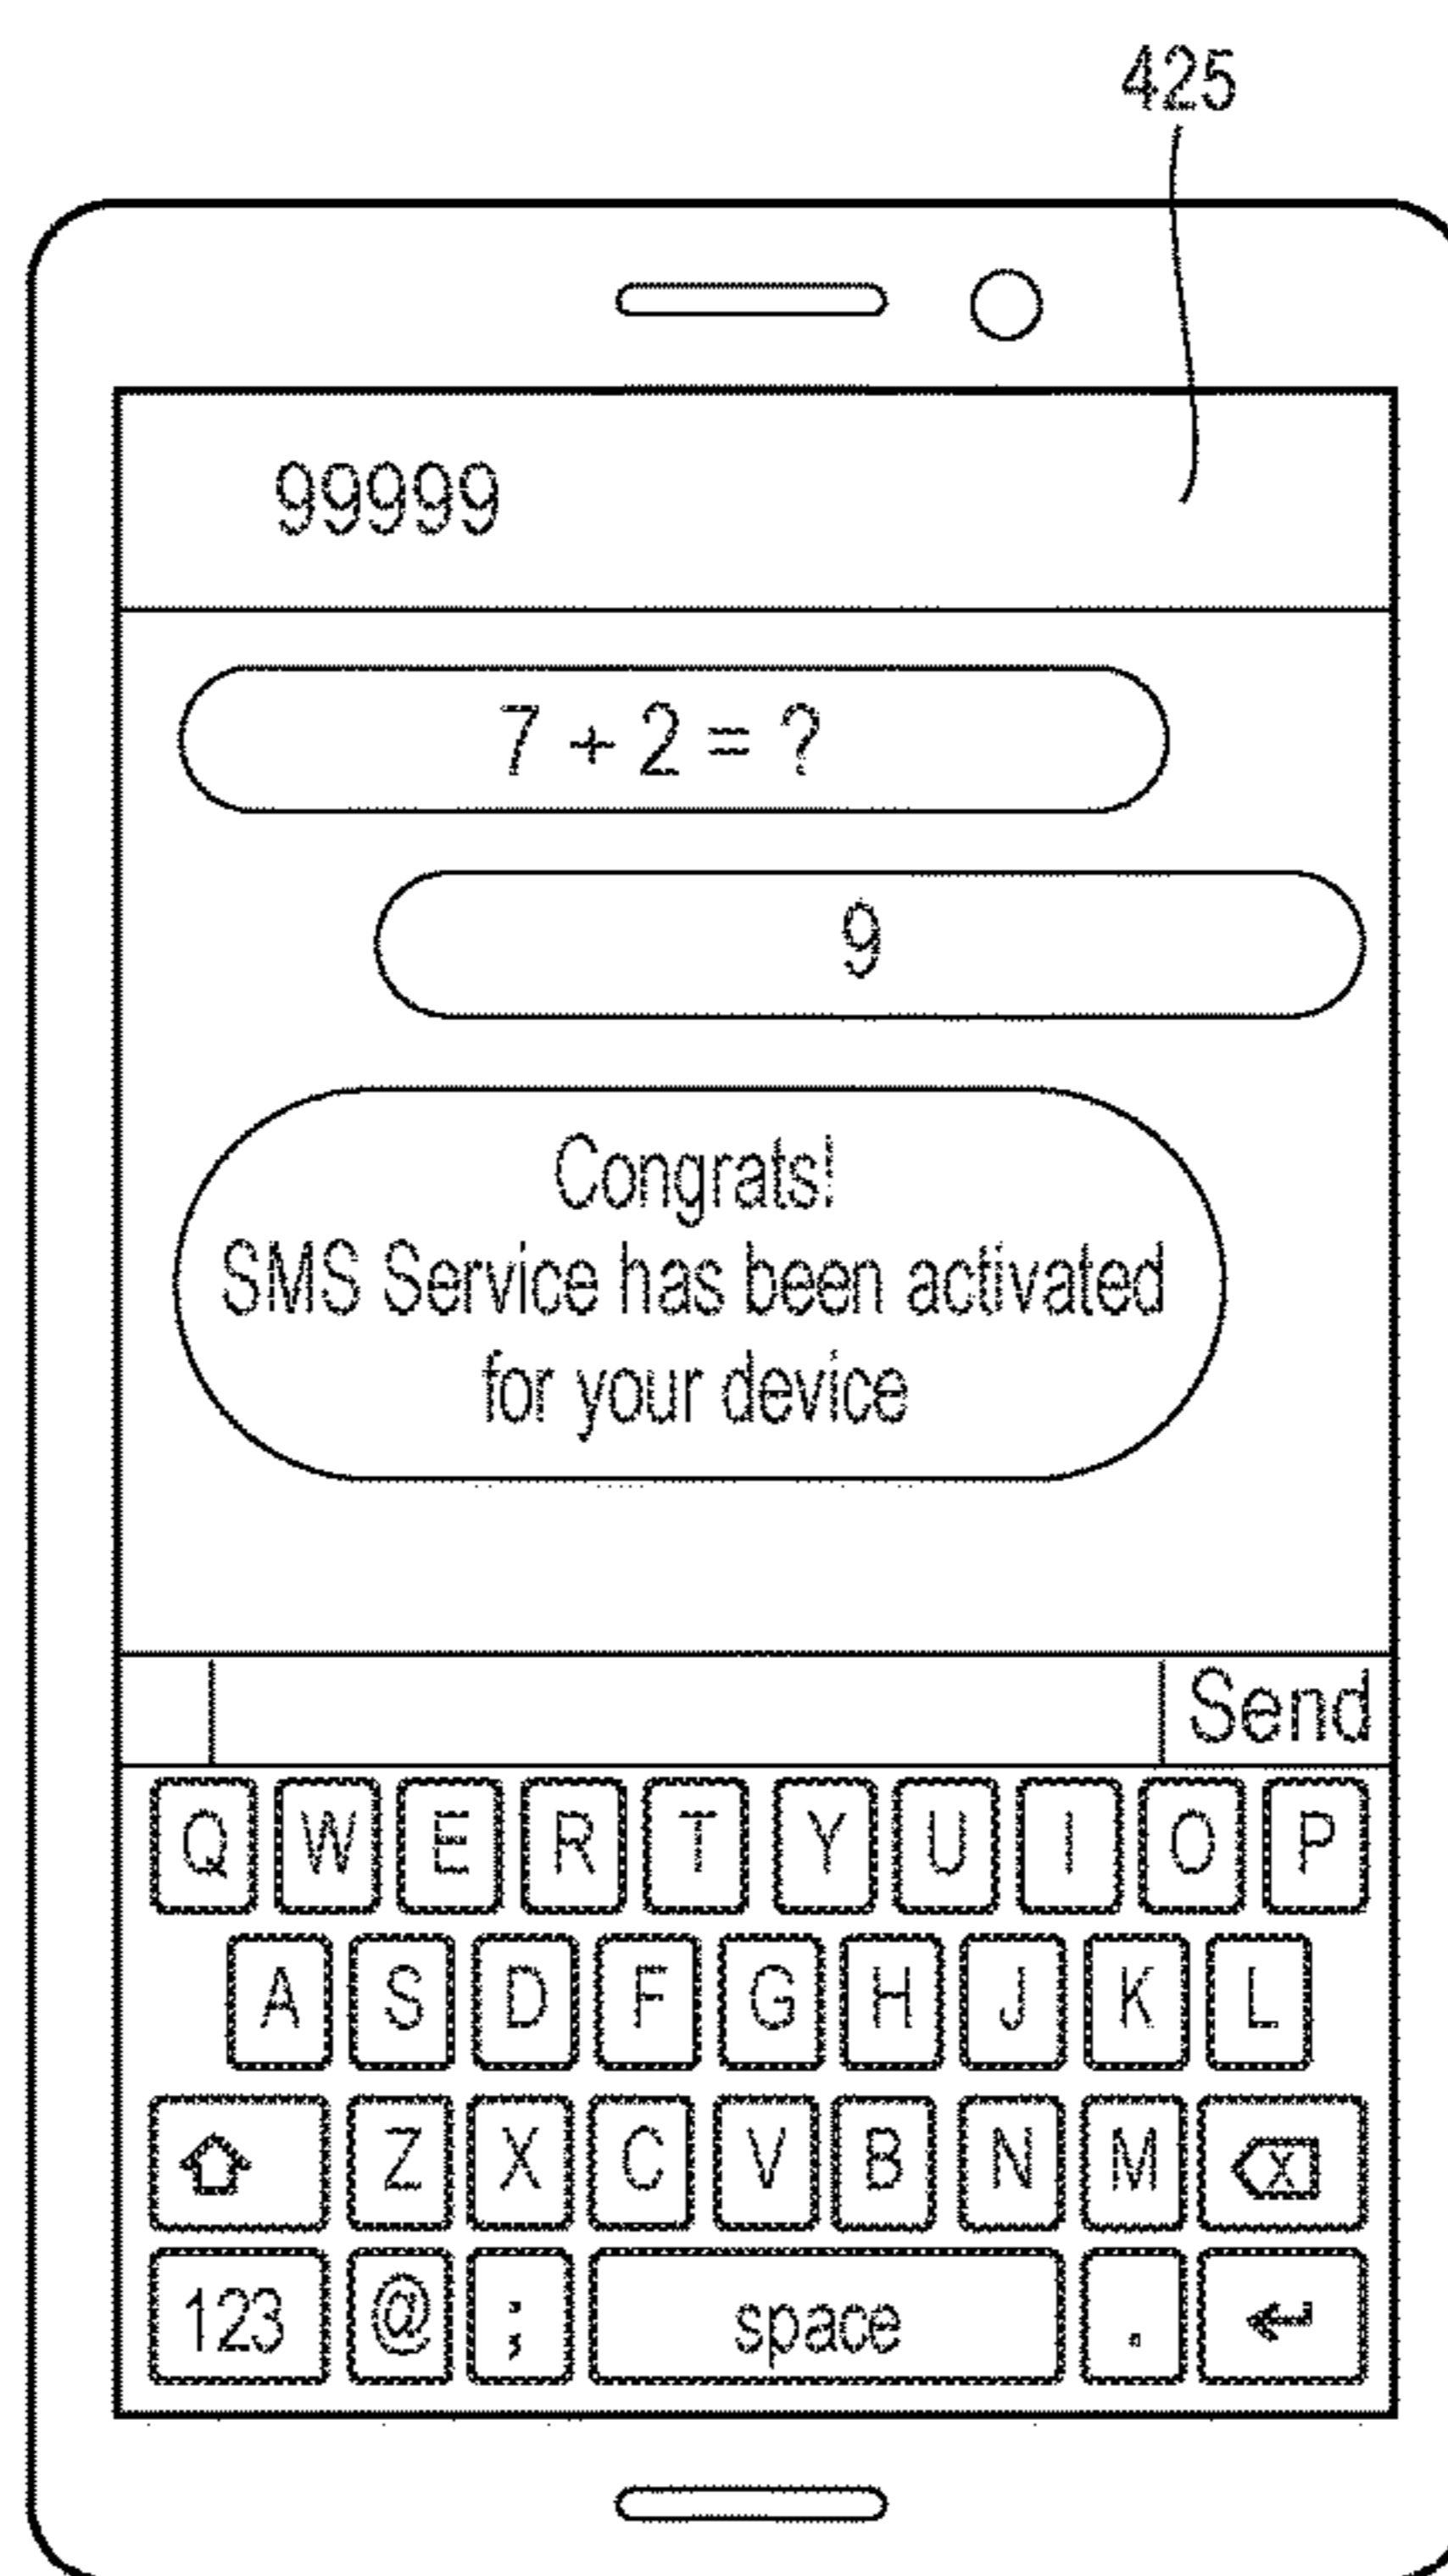 425
99999
7 + 2 = ?
9
Congrats!
SMS Service has been activated
for your device
Send
Q W E R T Y U I O P
A S D F G H J K L
Z X C V B N M X
123 @ ; space .